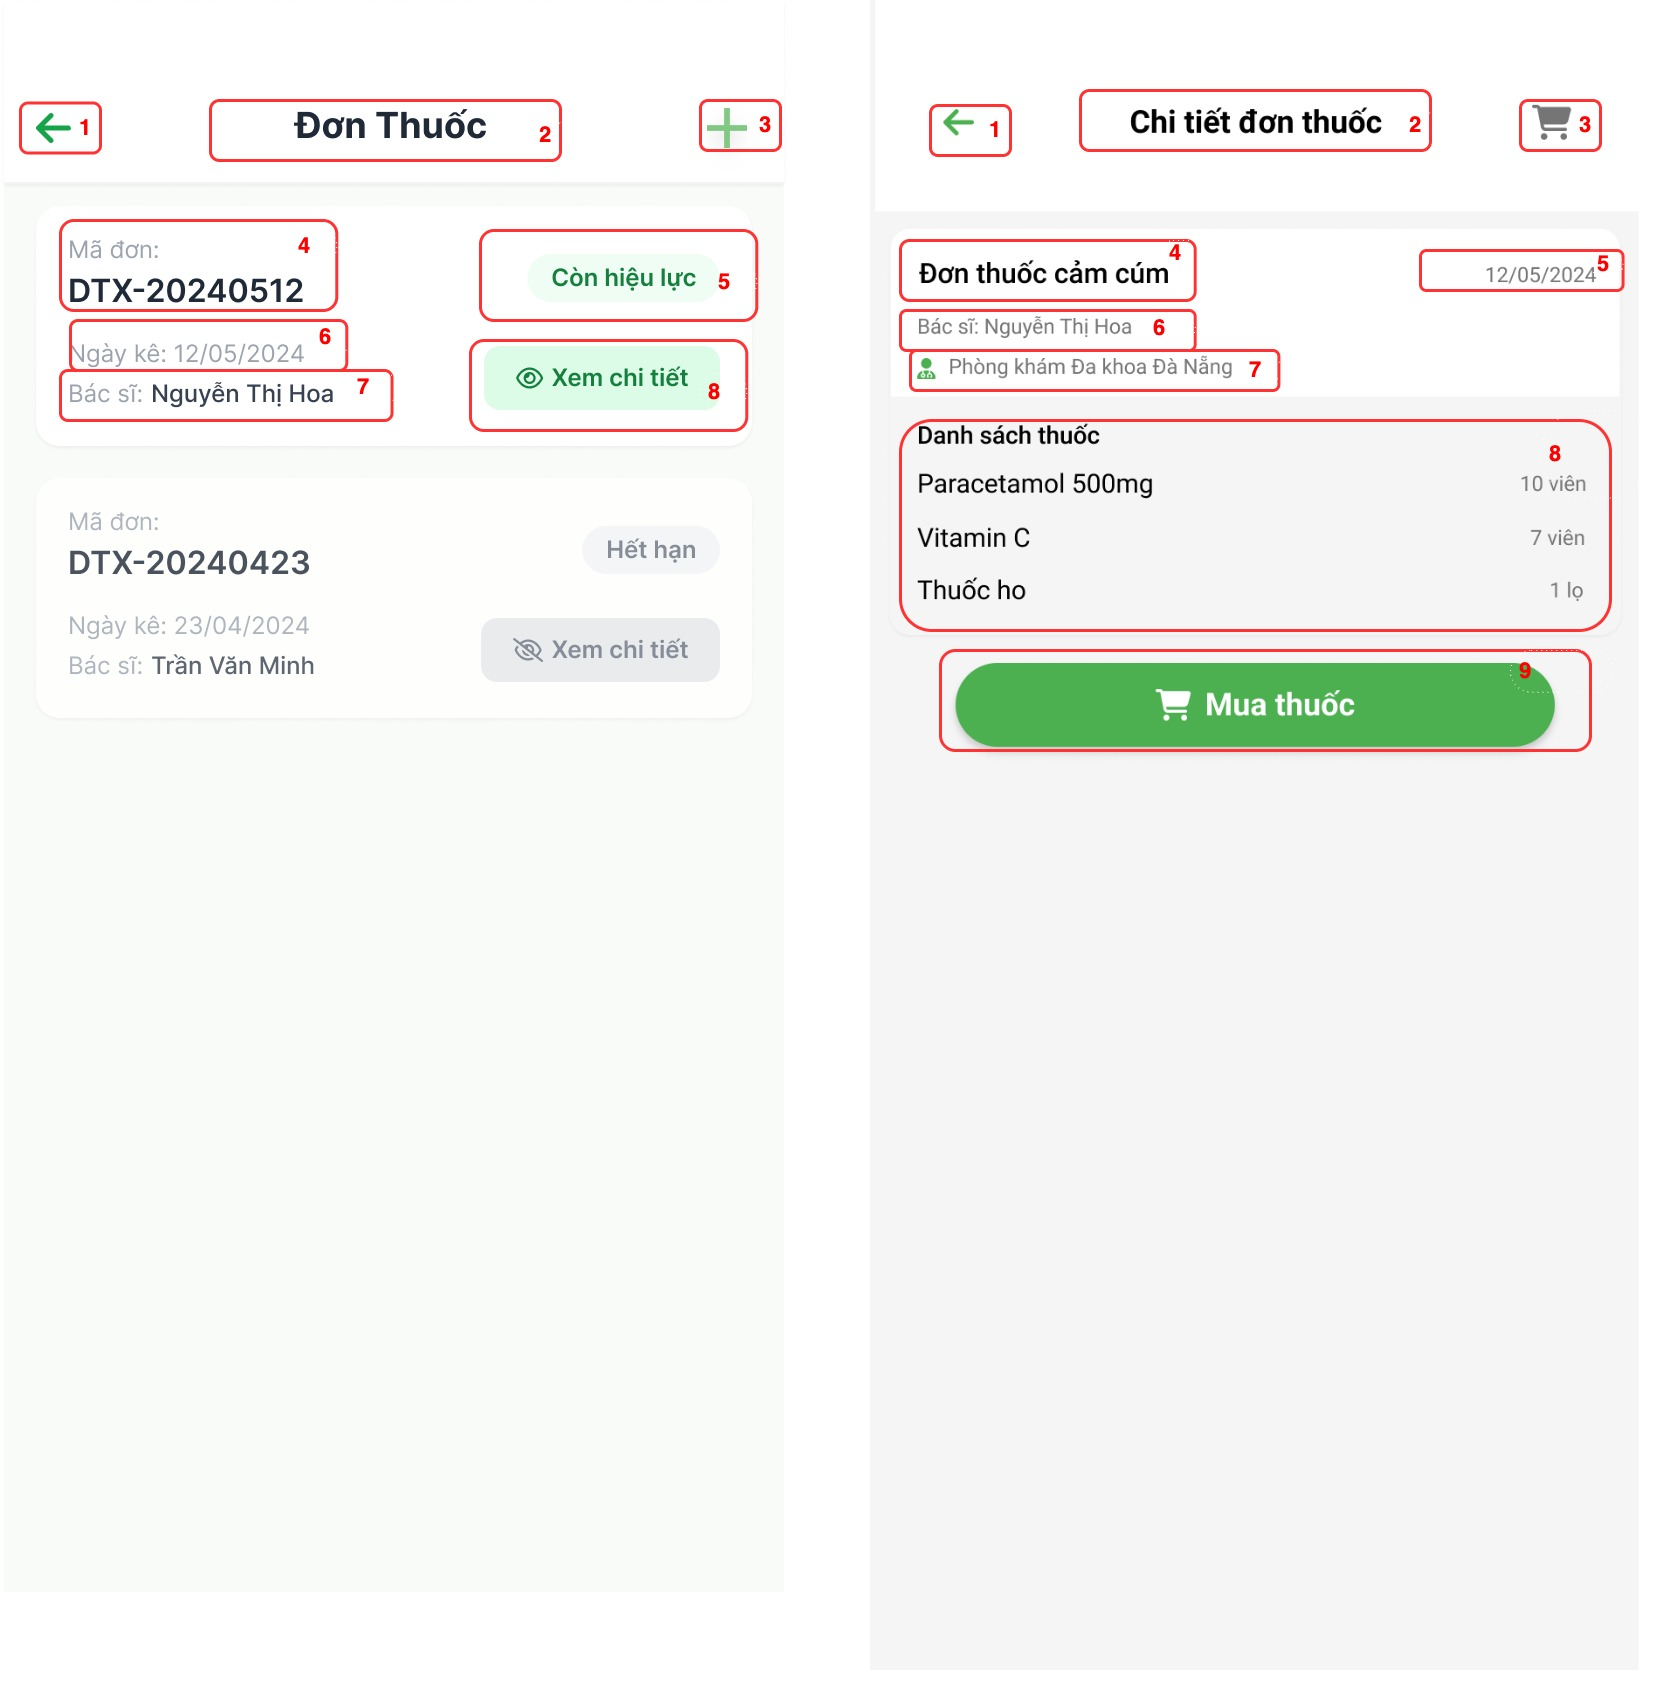 1
Đơn Thuốc 2
3
Mã đơn: 4
DTX-20240512
Còn hiệu lực 5
Ngày kê: 12/05/2024 6
Bác sĩ: Nguyễn Thị Hoa 7
Xem chi tiết 8
Mã đơn:
DTX-20240423
Hết hạn
Ngày kê: 23/04/2024
Bác sĩ: Trần Văn Minh
Xem chi tiết
1
Chi tiết đơn thuốc 2
3
Đơn thuốc cảm cúm 4
12/05/2024 5
Bác sĩ: Nguyễn Thị Hoa 6
Phòng khám Đa khoa Đà Nẵng 7
Danh sách thuốc
8
Paracetamol 500mg 10 viên
Vitamin C 7 viên
Thuốc ho 1 lọ
9
Mua thuốc